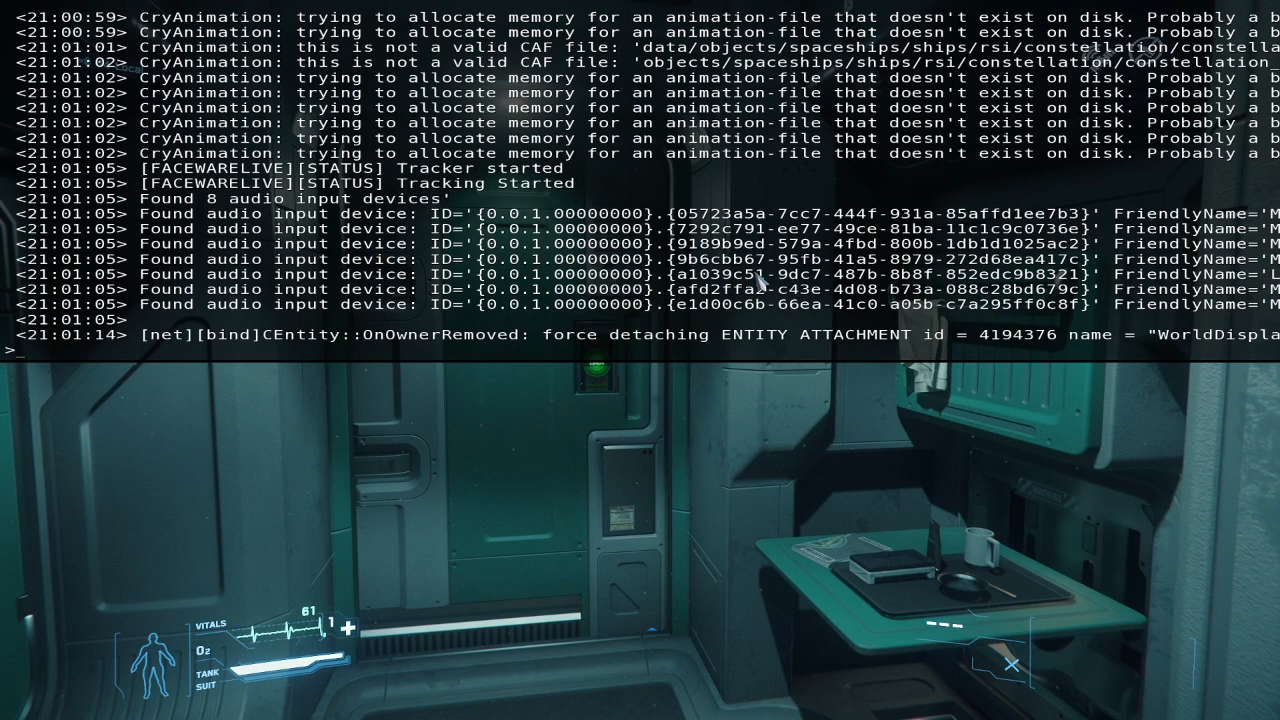 <21:00:59> CryAnimation: trying to allocate memory for an animation-file that doesn't exist on disk. Probably a b
<21:00:59> CryAnimation: trying to allocate memory for an animation-file that doesn't exist on disk. Probably a b
<21:01:01> CryAnimation: this is not a valid CAF file: 'data/objects/spaceships/ships/rsi/constellation/constella
<21:01:02> CryAnimation: this is not a valid CAF file: 'objects/spaceships/ships/rsi/constellation/constellation_
<21:01:02> CryAnimation: trying to allocate memory for an animation-file that doesn't exist on disk. Probably a b
<21:01:02> CryAnimation: trying to allocate memory for an animation-file that doesn't exist on disk. Probably a b
<21:01:02> CryAnimation: trying to allocate memory for an animation-file that doesn't exist on disk. Probably a b
<21:01:02> CryAnimation: trying to allocate memory for an animation-file that doesn't exist on disk. Probably a b
<21:01:02> CryAnimation: trying to allocate memory for an animation-file that doesn't exist on disk. Probably a b
<21:01:02> CryAnimation: trying to allocate memory for an animation-file that doesn't exist on disk. Probably a b
<21:01:05> [FACEWARELIVE][STATUS] Tracker started
<21:01:05> [FACEWARELIVE][STATUS] Tracking Started
<21:01:05> Found 8 audio input devices'
<21:01:05> Found audio input device: ID='{0.0.1.00000000}.{05723a5a-7cc7-444f-931a-85affd1ee7b3}' FriendlyName='M
<21:01:05> Found audio input device: ID='{0.0.1.00000000}.{7292c791-ee77-49ce-81ba-11c1c9c0736e}' FriendlyName='M
<21:01:05> Found audio input device: ID='{0.0.1.00000000}.{9189b9ed-579a-4fbd-800b-1db1d1025ac2}' FriendlyName='M
<21:01:05> Found audio input device: ID='{0.0.1.00000000}.{9b6cbb67-95fb-41a5-8979-272d68ea417c}' FriendlyName='M
<21:01:05> Found audio input device: ID='{0.0.1.00000000}.{a1039c51-9dc7-487b-8b8f-852edc9b8321}' FriendlyName='L
<21:01:05> Found audio input device: ID='{0.0.1.00000000}. c43e-4d08-b73a-088c28bd679c}' FriendlyName='M
<21:01:05> Found audio input device: ID='{0.0.1.00000000}.{e1d00c6b-66ea-41c0-a05b-c7a295ff0c8f}' FriendlyName='M
<21:01:05>
<21:01:14> [net][bind]CEntity::OnOwnerRemoved: force detaching ENTITY ATTACHMENT id = 4194376 name = "WorldDispla
>_
OPEN
61
VITALS
1
O2
TANK
SUIT